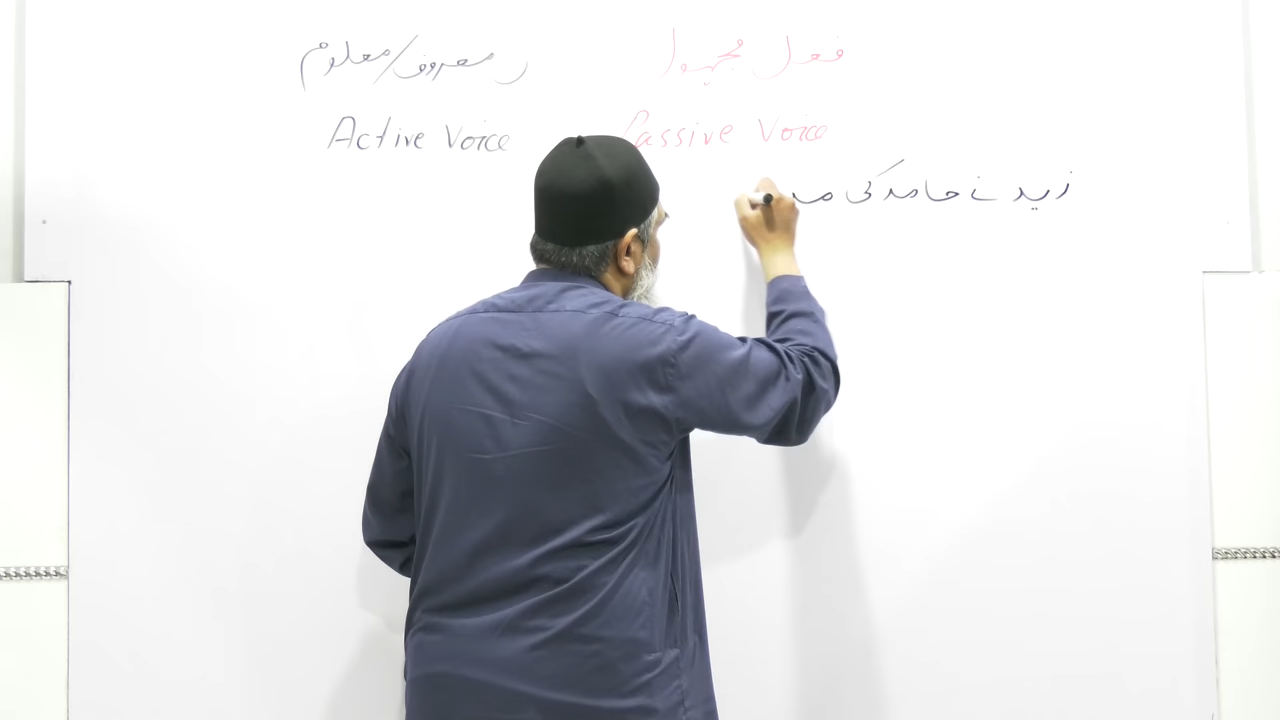 فعل مجہول ر معروف/معلوم
Active Voice Passive Voice
زید نے حامد کی مد